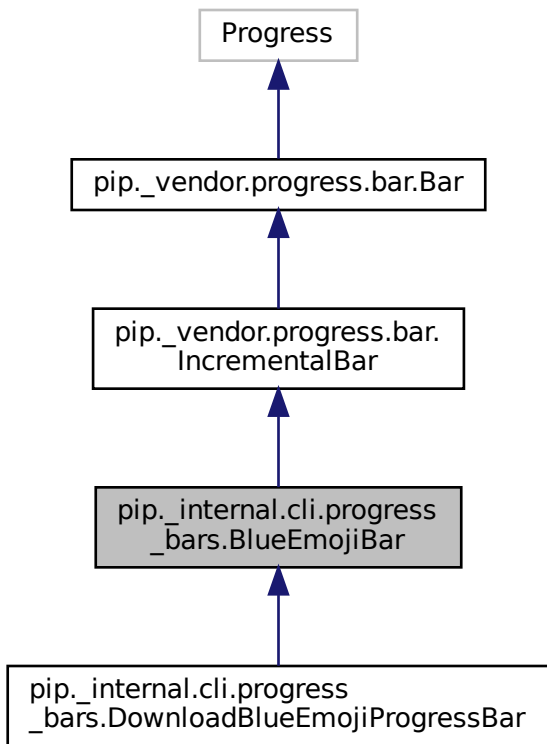 Progress
pip._vendor.progress.bar.Bar
pip._vendor.progress.bar.
IncrementalBar
pip._internal.cli.progress
_bars.BlueEmojiBar
pip._internal.cli.progress
_bars.DownloadBlueEmojiProgressBar